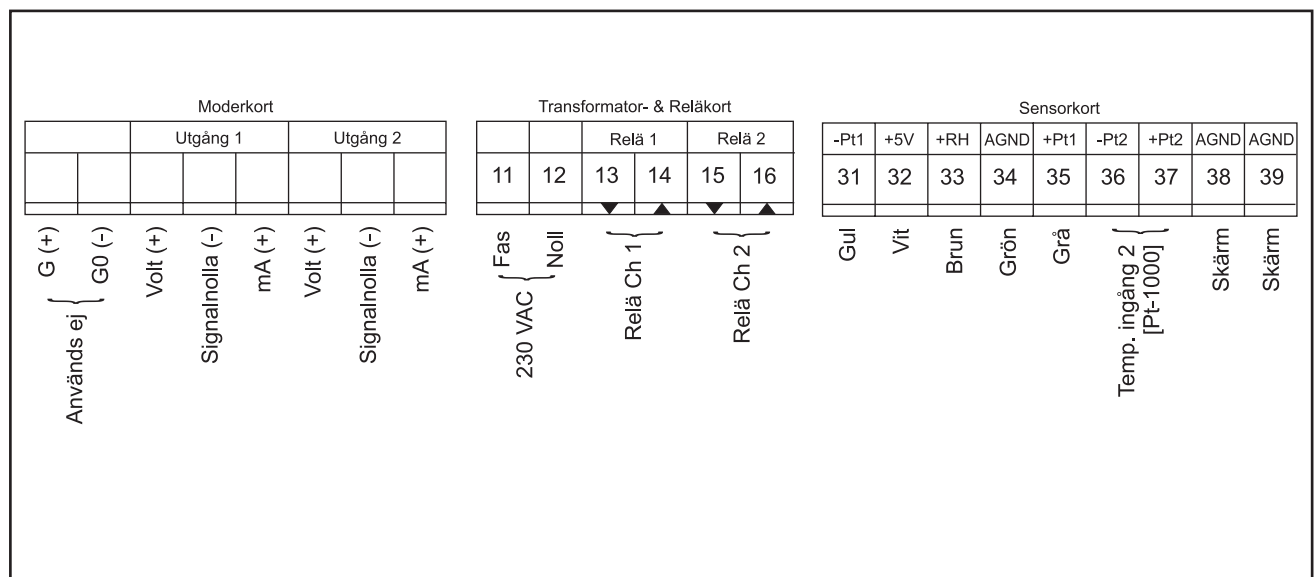 Moderkort
Utgång 1 Utgång 2
G (+) G0 (-) Volt (+) Signalnolla (-) mA (+) Volt (+) Signalnolla (-) mA (+)
Används ej
Transformator- & Reläkort
Relä 1 Relä 2
11 12 13 14 15 16
Fas Noll
230 VAC
Relä Ch 1
Relä Ch 2
Sensorkort
-Pt1 +5V +RH AGND +Pt1 -Pt2 +Pt2 AGND AGND
31 32 33 34 35 36 37 38 39
Gul Vit Brun Grön Grå
Temp. ingång 2
[Pt-1000]
Skärm Skärm